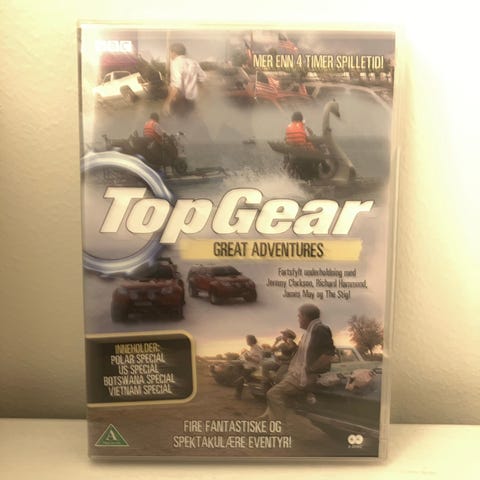 BBC
MER ENN 4 TIMER SPILLETID!
TopGear
GREAT ADVENTURES
Fartsfylt underholdning med
Jeremy Clarkson, Richard Hammond,
James May og The Stig!
INNEHOLDER:
POLAR SPECIAL
US SPECIAL
BOTSWANA SPECIAL
VIETNAM SPECIAL
FIRE FANTASTISKE OG
SPEKTAKULÆRE EVENTYR!
A